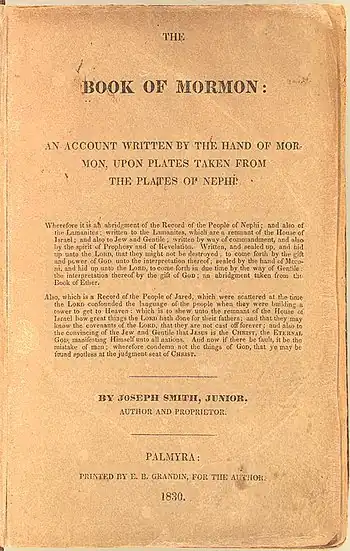 THE
BOOK OF MORMON:
AN ACCOUNT WRITTEN BY THE HAND OF MOR-
MON, UPON PLATES TAKEN FROM
THE PLATES OF NEPHI.
Wherefore it is an abridgment of the Record of the People of Nephi; and also of
the Lamanites; written to the Lamanites, which are a remnant of the House of
Israel; and also to Jew and Gentile; written by way of commandment, and also
by the spirit of Prophecy and of Revelation. Written, and sealed up, and hid
up unto the LORD, that they might not be destroyed; to come forth by the gift
and power of GOD unto the interpretation thereof; sealed by the hand of Moro-
ni, and hid up unto the LORD, to come forth in due time by the way of Gentile;
the interpretation thereof by the gift of GOD; an abridgment taken from the
Book of Ether.
Also, which is a Record of the People of Jared, which were scattered at the time
the LORD confounded the language of the people when they were building a
tower to get to Heaven: which is to shew unto the remnant of the House of
Israel how great things the LORD hath done for their fathers; and that they may
know the covenants of the LORD, that they are not cast off forever; and also to
the convincing of the Jew and Gentile that JESUS is the CHRIST, the ETERNAL
GOD, manifesting Himself unto all nations. And now if there be fault, it be the
mistake of men; wherefore condemn not the things of GOD, that ye may be
found spotless at the judgment seat of CHRIST.
BY JOSEPH SMITH, JUNIOR,
AUTHOR AND PROPRIETOR.
PALMYRA:
PRINTED BY E. B. GRANDIN, FOR THE AUTHOR.
1830.